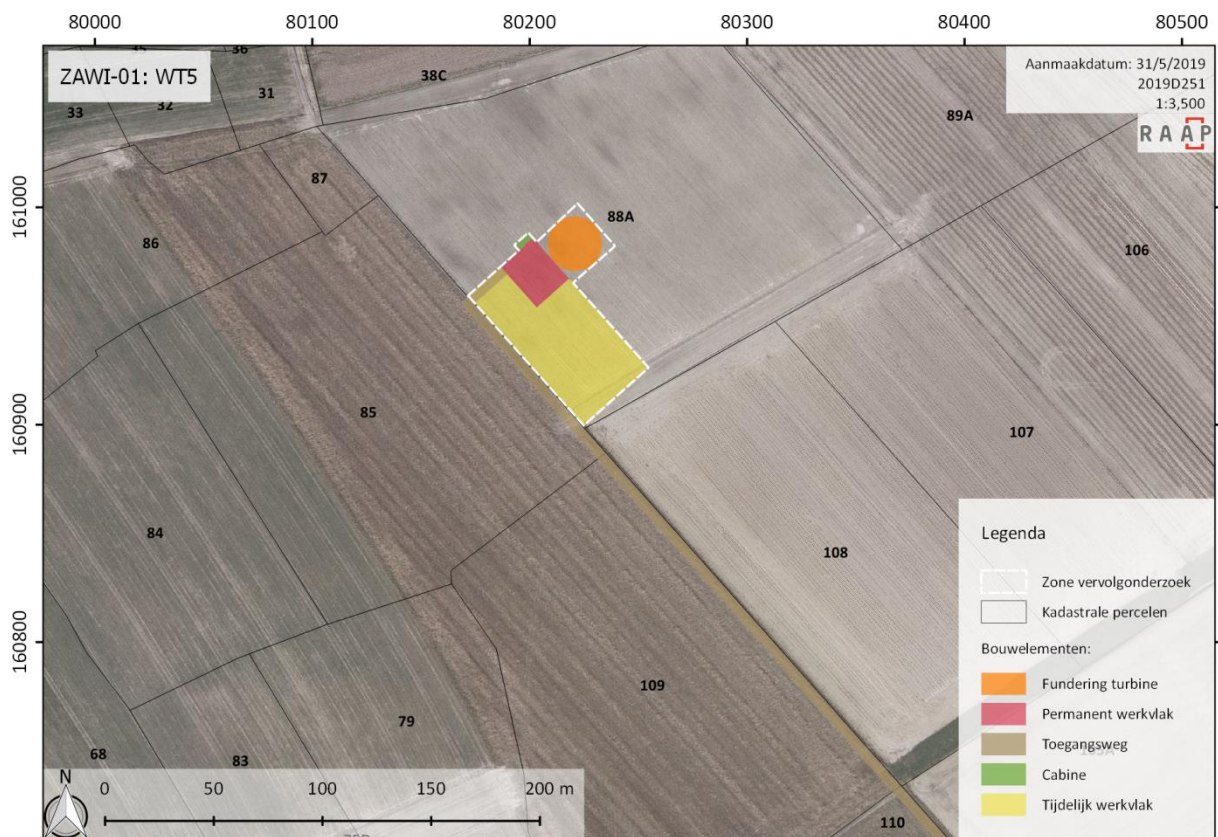 80000 80100 80200 80300 80400 80500
ZAWI-01: WT5
Aanmaakdatum: 31/5/2019
2019D251
1:3,500
RAAP
35 36
38C
33 32 31
89A
87
161000
88A
86
106
85
160900
107
84
108
Legenda
Zone vervolgonderzoek
Kadastrale percelen
Bouwelementen:
Fundering turbine
Permanent werkvlak
Toegangsweg
Cabine
Tijdelijk werkvlak
160800
109
79
68
83
N
0 50 100 150 200 m
110